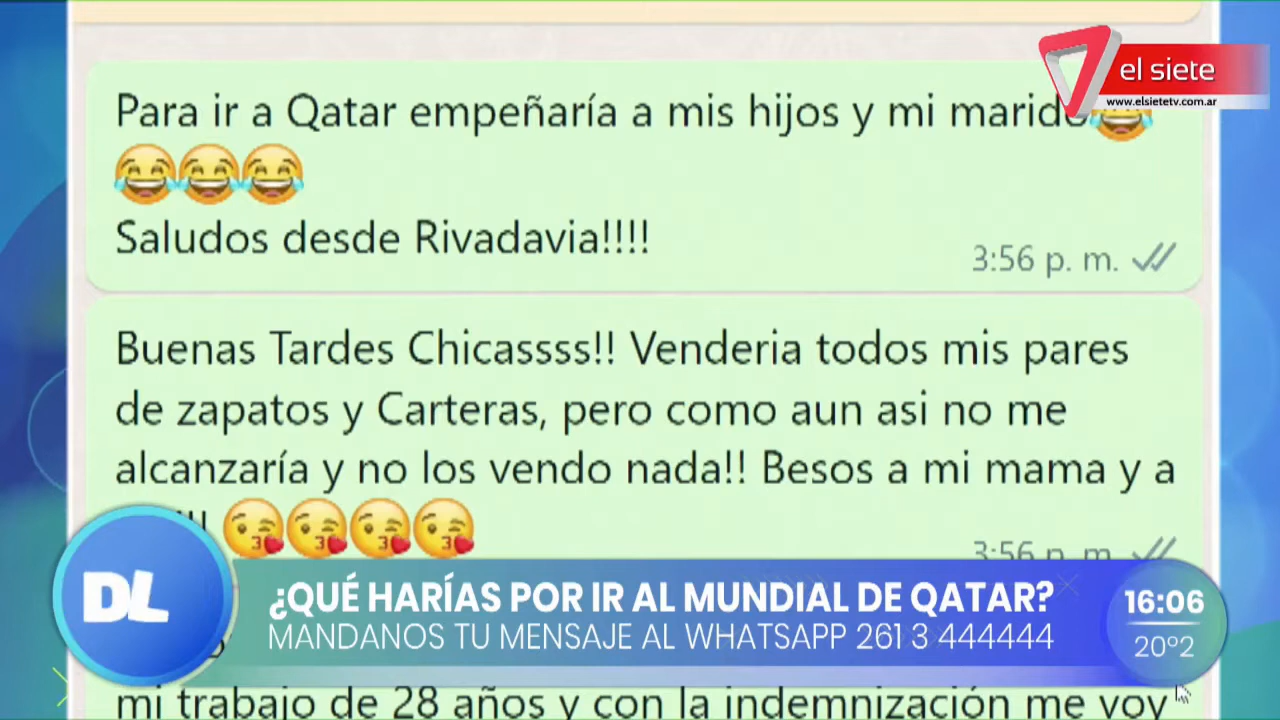 el siete
www.elsietetv.com.ar
Para ir a Qatar empeñaría a mis hijos y mi marido😂
😂😂😂
Saludos desde Rivadavia!!!!
3:56 p. m.
Buenas Tardes Chicassss!! Venderia todos mis pares
de zapatos y Carteras, pero como aun asi no me
alcanzaría y no los vendo nada!! Besos a mi mama y a
😘😘😘😘
3:56 p. m.
DL
¿QUÉ HARÍAS POR IR AL MUNDIAL DE QATAR?
MANDANOS TU MENSAJE AL WHATSAPP 261 3 444444
16:06
20º2
mi trabajo de 28 años y con la indemnización me voy